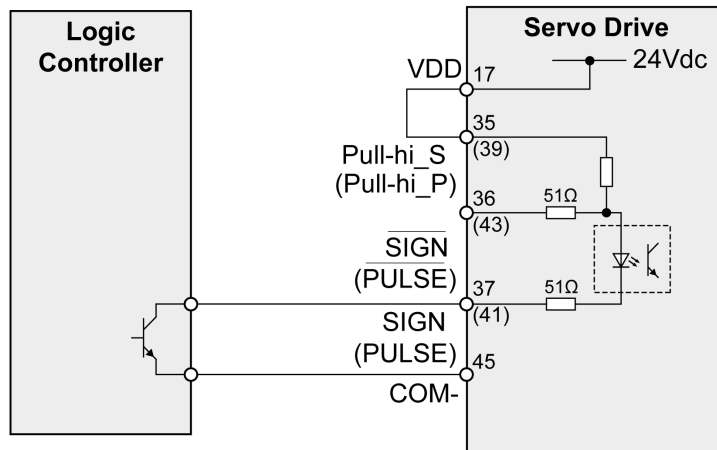 Logic
Controller
Servo Drive
24Vdc
VDD
17
35
(39)
Pull-hi_S
(Pull-hi_P)
36
(43)
51Ω
SIGN
(PULSE)
37
(41)
51Ω
SIGN
(PULSE)
45
COM-